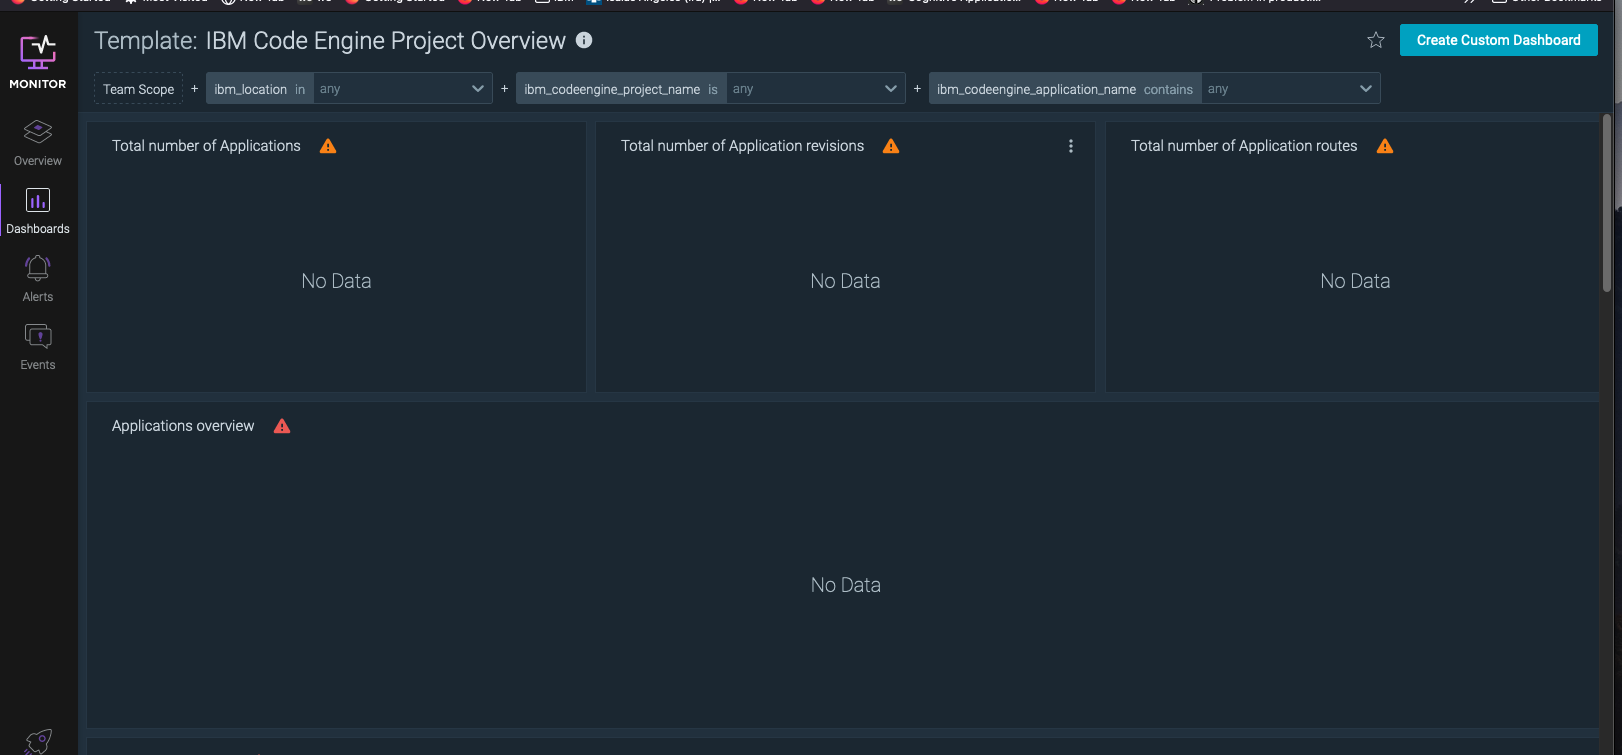 Template: IBM Code Engine Project Overview
Create Custom Dashboard
MONITOR
Team Scope + ibm_location in any + ibm_codeengine_project_name is any + ibm_codeengine_application_name contains any
Overview
Dashboards
Alerts
Events
Total number of Applications
No Data
Total number of Application revisions
No Data
Total number of Application routes
No Data
Applications overview
No Data